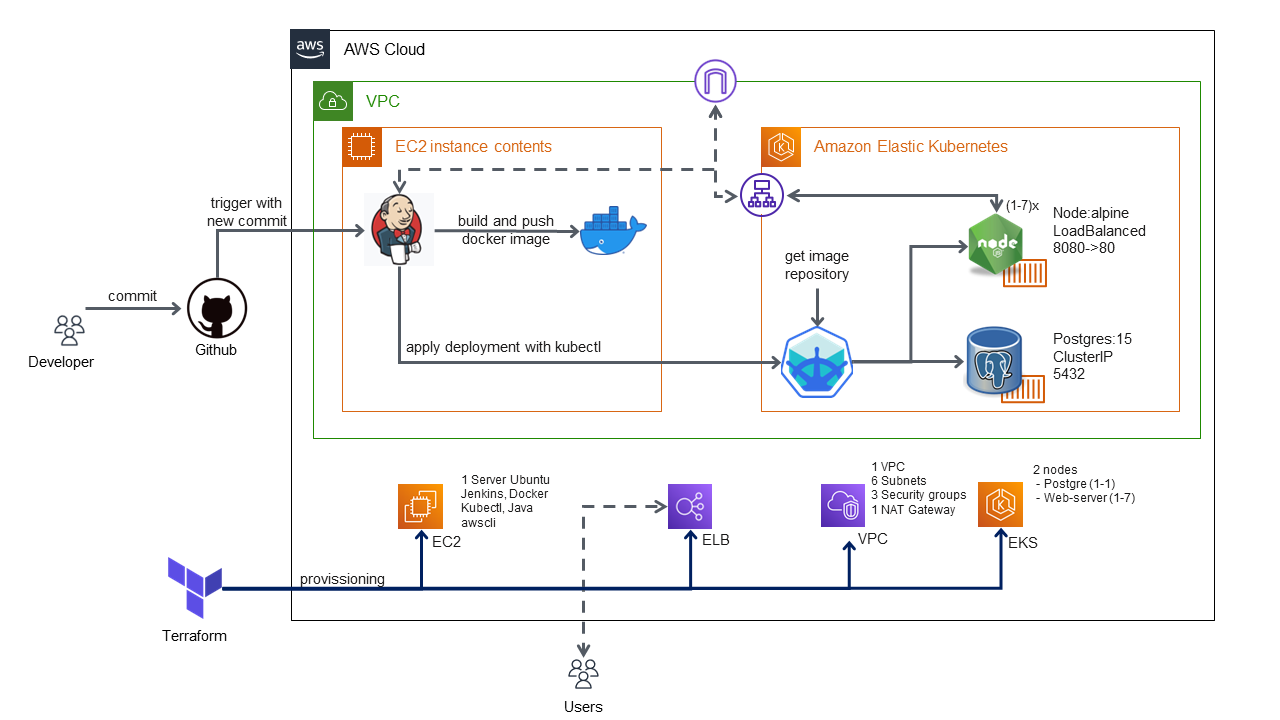 aws
AWS Cloud
VPC
EC2 instance contents
Amazon Elastic Kubernetes
trigger with
new commit
build and push
docker image
(1-7)x
Node:alpine
LoadBalanced
8080->80
node
JS
get image
repository
commit
Developer
Github
apply deployment with kubectl
Postgres:15
ClusterIP
5432
1 Server Ubuntu
Jenkins, Docker
Kubectl, Java
awscli
EC2
ELB
1 VPC
6 Subnets
3 Security groups
1 NAT Gateway
VPC
2 nodes
- Postgre (1-1)
- Web-server (1-7)
EKS
provissioning
Terraform
Users